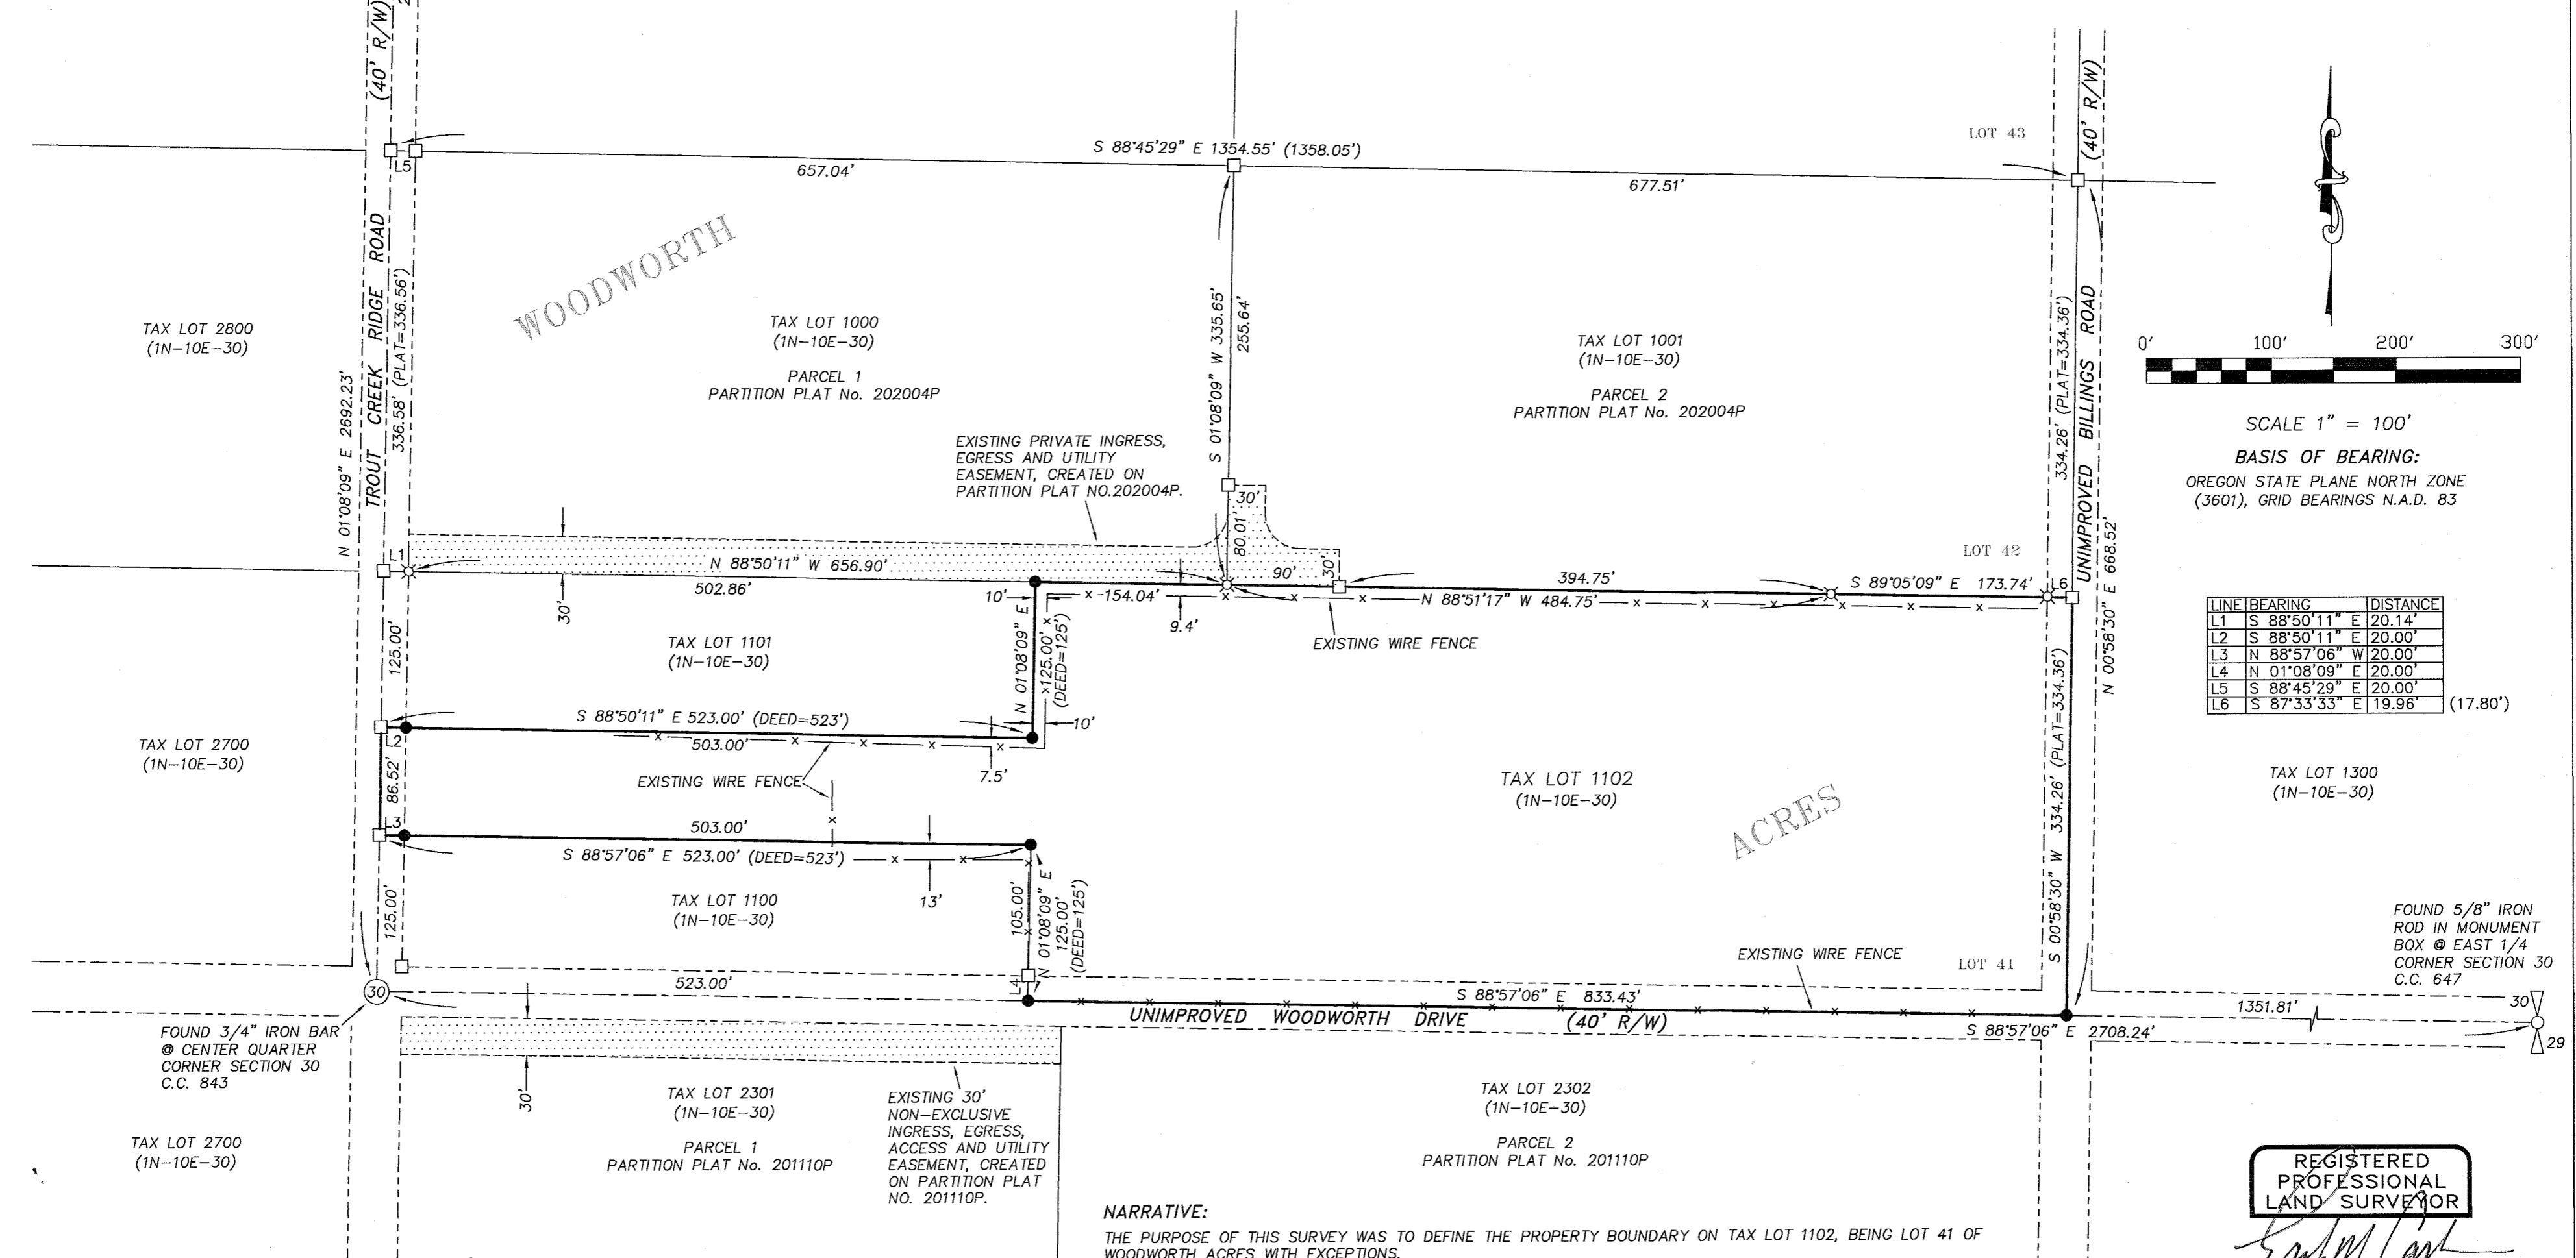 (40' R/W)
(40' R/W)
LOT 43
S 88°45'29" E 1354.55' (1358.05')
L5
657.04'
677.51'
WOODWORTH
TROUT CREEK RIDGE ROAD
N 01°08'09" E 2692.23'
336.58' (PLAT=336.56')
TAX LOT 2800
(1N-10E-30)
TAX LOT 1000
(1N-10E-30)
PARCEL 1
PARTITION PLAT No. 202004P
S 01°08'09" W 335.65'
255.64'
TAX LOT 1001
(1N-10E-30)
PARCEL 2
PARTITION PLAT No. 202004P
334.26' (PLAT=334.36')
UNIMPROVED BILLINGS ROAD
N 00°58'30" E 668.52'
0' 100' 200' 300'
SCALE 1" = 100'
BASIS OF BEARING:
OREGON STATE PLANE NORTH ZONE
(3601), GRID BEARINGS N.A.D. 83
EXISTING PRIVATE INGRESS,
EGRESS AND UTILITY
EASEMENT, CREATED ON
PARTITION PLAT NO.202004P.
30'
80.01'
30'
90'
L1
N 88°50'11" W 656.90'
502.86'
30'
LOT 42
394.75'
S 89°05'09" E 173.74'
L6
10'
154.04'
N 88°51'17" W 484.75'
9.4'
EXISTING WIRE FENCE
LINE BEARING DISTANCE
L1 S 88°50'11" E 20.14'
L2 S 88°50'11" E 20.00'
L3 N 88°57'06" W 20.00'
L4 N 01°08'09" E 20.00'
L5 S 88°45'29" E 20.00'
L6 S 87°33'33" E 19.96' (17.80')
125.00'
TAX LOT 1101
(1N-10E-30)
N 01°08'09" E
125.00'
(DEED=125')
10'
S 88°50'11" E 523.00' (DEED=523')
L2
503.00'
7.5'
TAX LOT 2700
(1N-10E-30)
86.52'
EXISTING WIRE FENCE
TAX LOT 1102
(1N-10E-30)
ACRES
S 00°58'30" W 334.26' (PLAT=334.36')
TAX LOT 1300
(1N-10E-30)
L3
503.00'
S 88°57'06" E 523.00' (DEED=523')
13'
125.00'
TAX LOT 1100
(1N-10E-30)
105.00'
N 01°08'09" E
125.00'
(DEED=125')
L4
EXISTING WIRE FENCE
LOT 41
FOUND 5/8" IRON
ROD IN MONUMENT
BOX @ EAST 1/4
CORNER SECTION 30
C.C. 647
30
523.00'
S 88°57'06" E 833.43'
UNIMPROVED WOODWORTH DRIVE (40' R/W)
1351.81'
S 88°57'06" E 2708.24'
30
29
FOUND 3/4" IRON BAR
@ CENTER QUARTER
CORNER SECTION 30
C.C. 843
30'
TAX LOT 2301
(1N-10E-30)
PARCEL 1
PARTITION PLAT No. 201110P
EXISTING 30'
NON-EXCLUSIVE
INGRESS, EGRESS,
ACCESS AND UTILITY
EASEMENT, CREATED
ON PARTITION PLAT
NO. 201110P.
TAX LOT 2302
(1N-10E-30)
PARCEL 2
PARTITION PLAT No. 201110P
TAX LOT 2700
(1N-10E-30)
REGISTERED
PROFESSIONAL
LAND SURVEYOR
NARRATIVE:
THE PURPOSE OF THIS SURVEY WAS TO DEFINE THE PROPERTY BOUNDARY ON TAX LOT 1102, BEING LOT 41 OF
WOODWORTH ACRES WITH EXCEPTIONS.